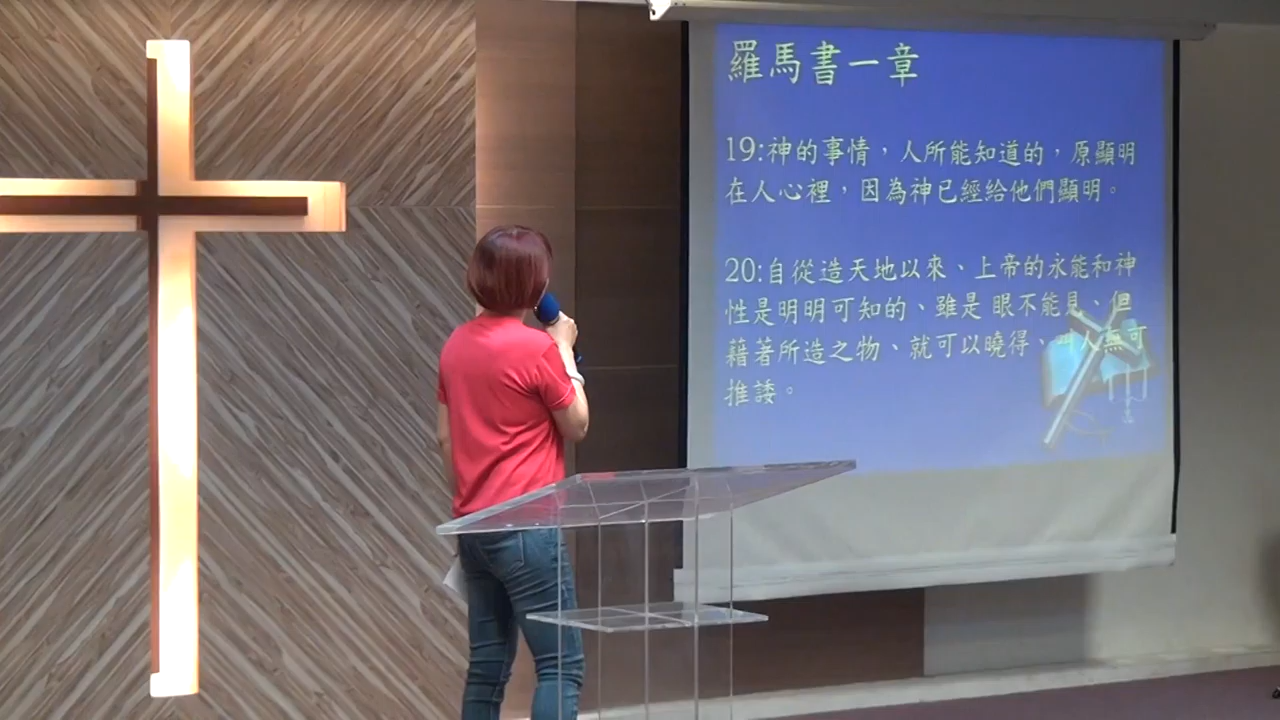 羅馬書一章
19:神的事情，人所能知道的，原顯明
在人心裡，因為神已經給他們顯明。
20:自從造天地以來、上帝的永能和神
性是明明可知的、雖是 眼不能見、但
藉著所造之物、就可以曉得、叫人無可
推諉。